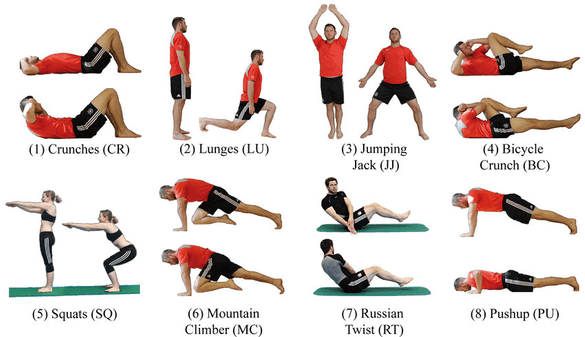 (1) Crunches (CR)
(2) Lunges (LU)
(3) Jumping
Jack (JJ)
(4) Bicycle
Crunch (BC)
(5) Squats (SQ)
(6) Mountain
Climber (MC)
(7) Russian
Twist (RT)
(8) Pushup (PU)